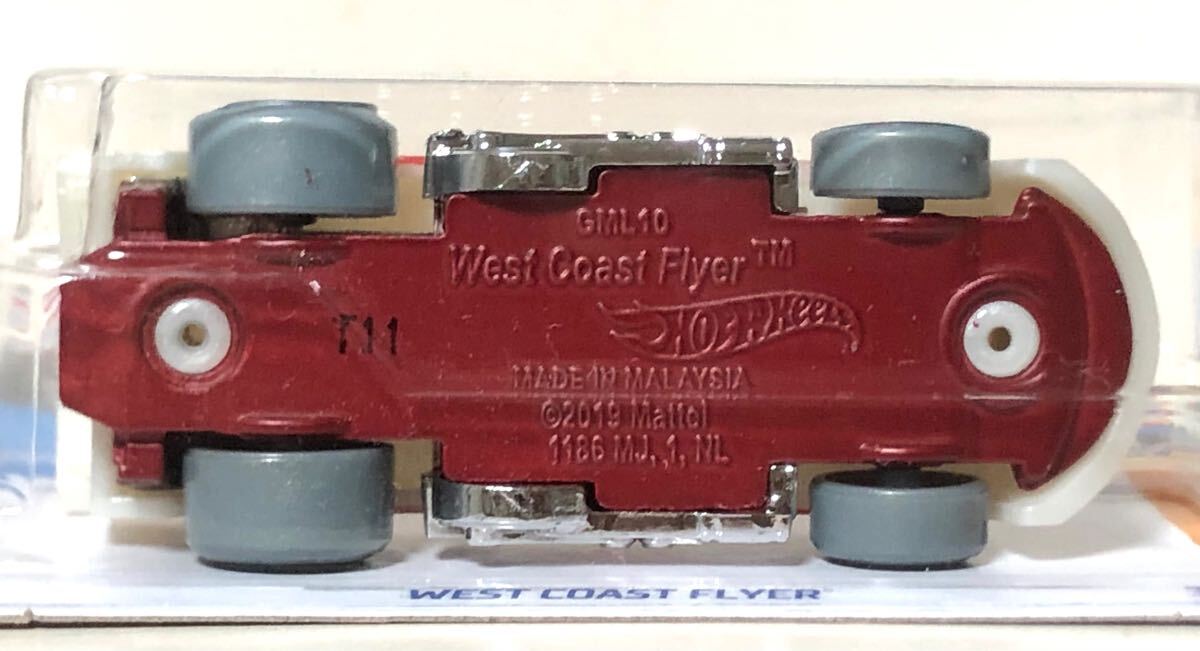 GML10
West Coast Flyer™
Hot Wheels
T11
MADE IN MALAYSIA
©2019 Mattel
1186 MJ, 1, NL
WEST COAST FLYER